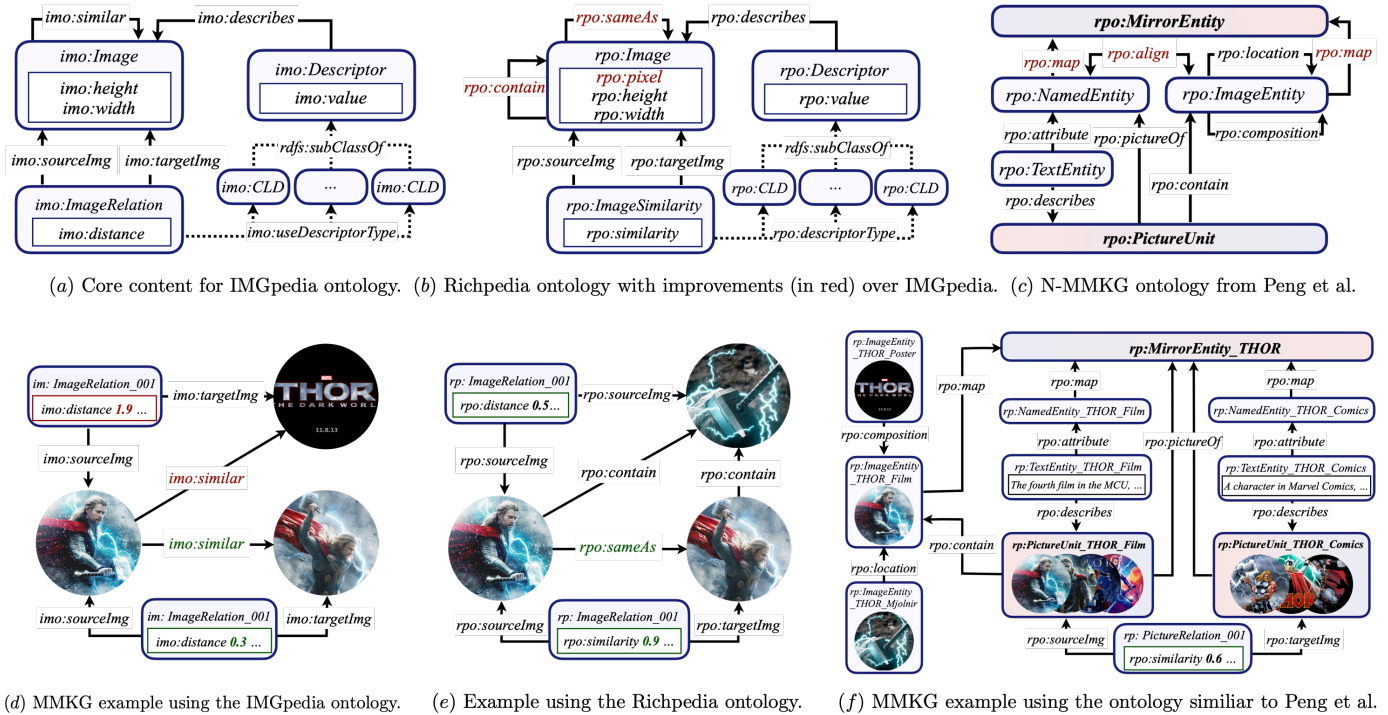 imo:similar
imo:describes
imo:Image
imo:height
imo:width
imo:Descriptor
imo:value
imo:sourceImg
imo:targetImg
rdfs:subClassOf
imo:CLD
...
imo:CLD
imo:ImageRelation
imo:distance
imo:useDescriptorType
(a) Core content for IMGpedia ontology.
rpo:sameAs
rpo:describes
rpo:Image
rpo:pixel
rpo:height
rpo:width
rpo:contain
rpo:Descriptor
rpo:value
rpo:sourceImg
rpo:targetImg
rdfs:subClassOf
rpo:CLD
...
rpo:CLD
rpo:ImageSimilarity
rpo:similarity
rpo:descriptorType
(b) Richpedia ontology with improvements (in red) over IMGpedia.
rpo:MirrorEntity
rpo:map
rpo:align
rpo:location
rpo:map
rpo:NamedEntity
rpo:ImageEntity
rpo:attribute
rpo:pictureOf
rpo:composition
rpo:TextEntity
rpo:contain
rpo:describes
rpo:PictureUnit
(c) N-MMKG ontology from Peng et al.
im: ImageRelation_001
imo:distance 1.9 ...
imo:targetImg
THOR
HE DARK WORL
11.8.13
imo:sourceImg
imo:similar
imo:similar
imo:sourceImg
im: ImageRelation_001
imo:distance 0.3 ...
imo:targetImg
(d) MMKG example using the IMGpedia ontology.
rp: ImageRelation_001
rpo:distance 0.5...
rpo:sourceImg
rpo:sourceImg
rpo:contain
rpo:contain
rpo:sameAs
rpo:sourceImg
rp: ImageRelation_001
rpo:similarity 0.9 ...
rpo:targetImg
(e) Example using the Richpedia ontology.
rp:ImageEntity
_THOR_Poster
THOR
rpo:composition
rp:ImageEntity
_THOR_Film
rpo:location
rp:ImageEntity
_THOR_Mjolnir
rpo:map
rpo:contain
rp:MirrorEntity_THOR
rpo:map
rpo:map
rp:NamedEntity_THOR_Film
rp:NamedEntity_THOR_Comics
rpo:attribute
rpo:pictureOf
rpo:attribute
rp:TextEntity_THOR_Film
The fourth film in the MCU, ...
rp:TextEntity_THOR_Comics
A character in Marvel Comics, ...
rpo:describes
rpo:describes
rp:PictureUnit_THOR_Film
rp:PictureUnit_THOR_Comics
THOR
rpo:sourceImg
rp: PictureRelation_001
rpo:similarity 0.6 ...
rpo:targetImg
(f) MMKG example using the ontology similiar to Peng et al.